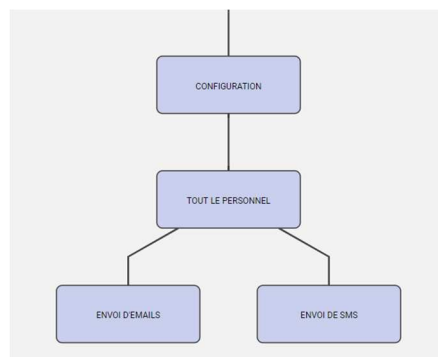 CONFIGURATION
TOUT LE PERSONNEL
ENVOI D'EMAILS
ENVOI DE SMS